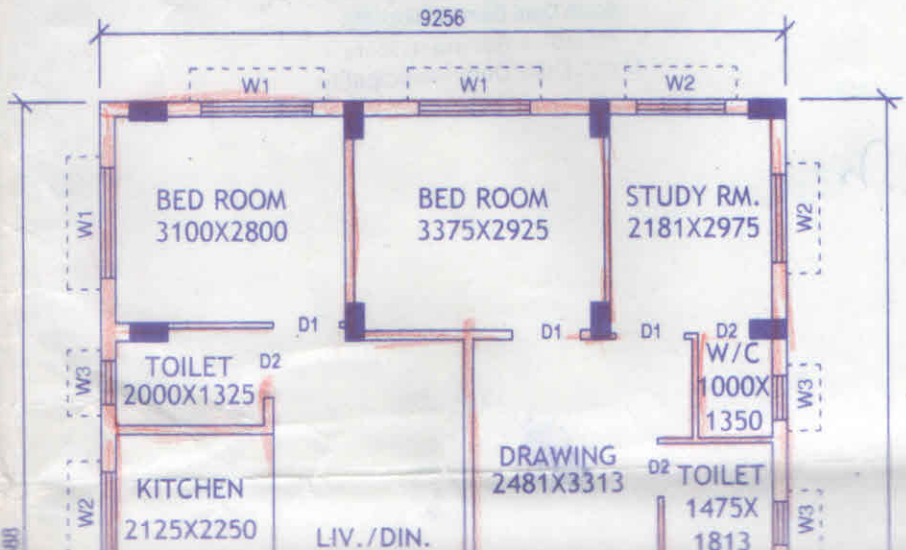 9256
W1
W1
W2
BED ROOM
3100X2800
BED ROOM
3375X2925
STUDY RM.
2181X2975
W1
W2
D1
D1
D1
D2
TOILET
2000X1325
D2
W/C
1000X
1350
W3
W3
DRAWING
2481X3313
D2
TOILET
1475X
1813
KITCHEN
2125X2250
W2
LIV./DIN.
W3
88